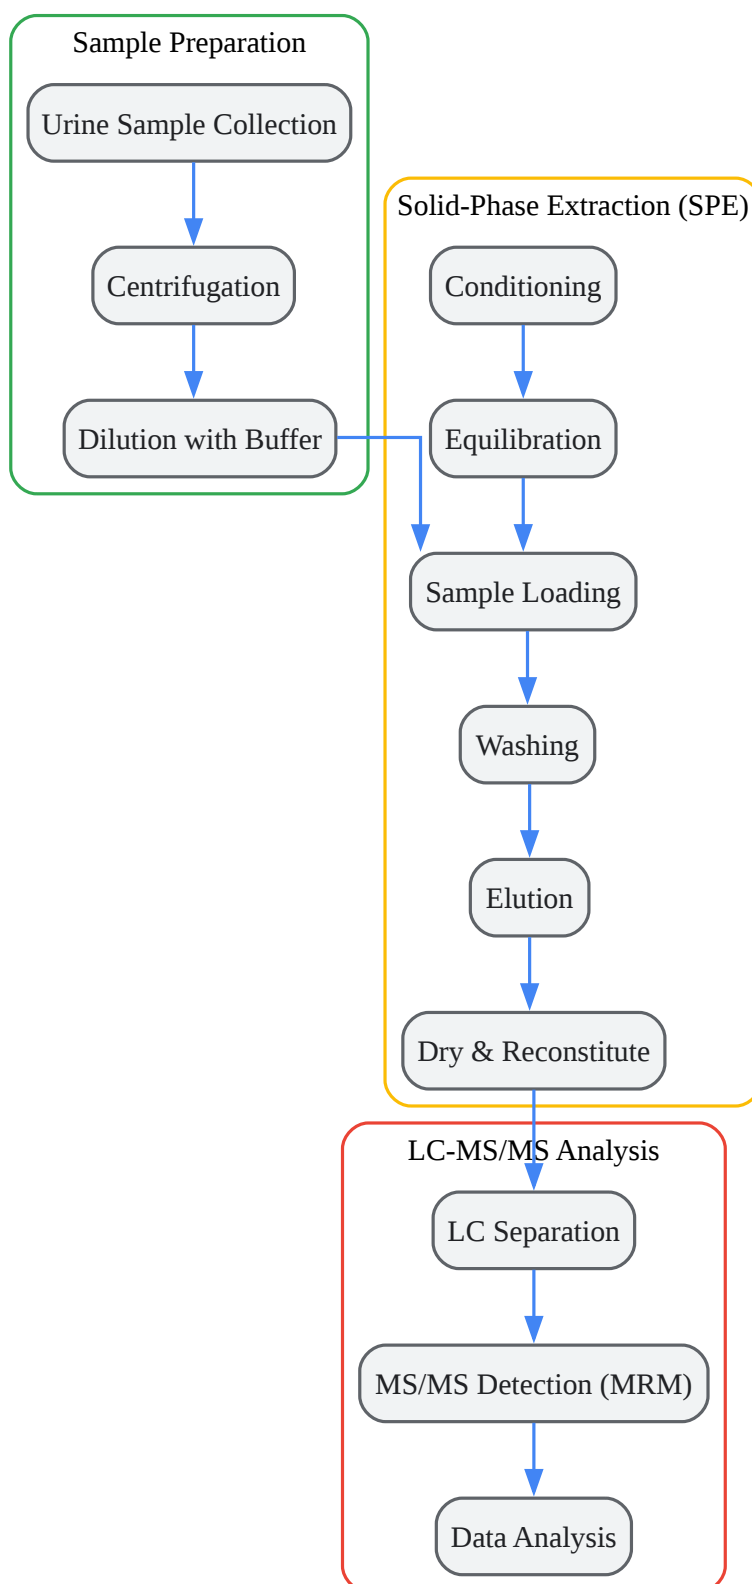 Sample Preparation
Urine Sample Collection
Centrifugation
Dilution with Buffer
Solid-Phase Extraction (SPE)
Conditioning
Equilibration
Sample Loading
Washing
Elution
Dry & Reconstitute
LC-MS/MS Analysis
LC Separation
MS/MS Detection (MRM)
Data Analysis